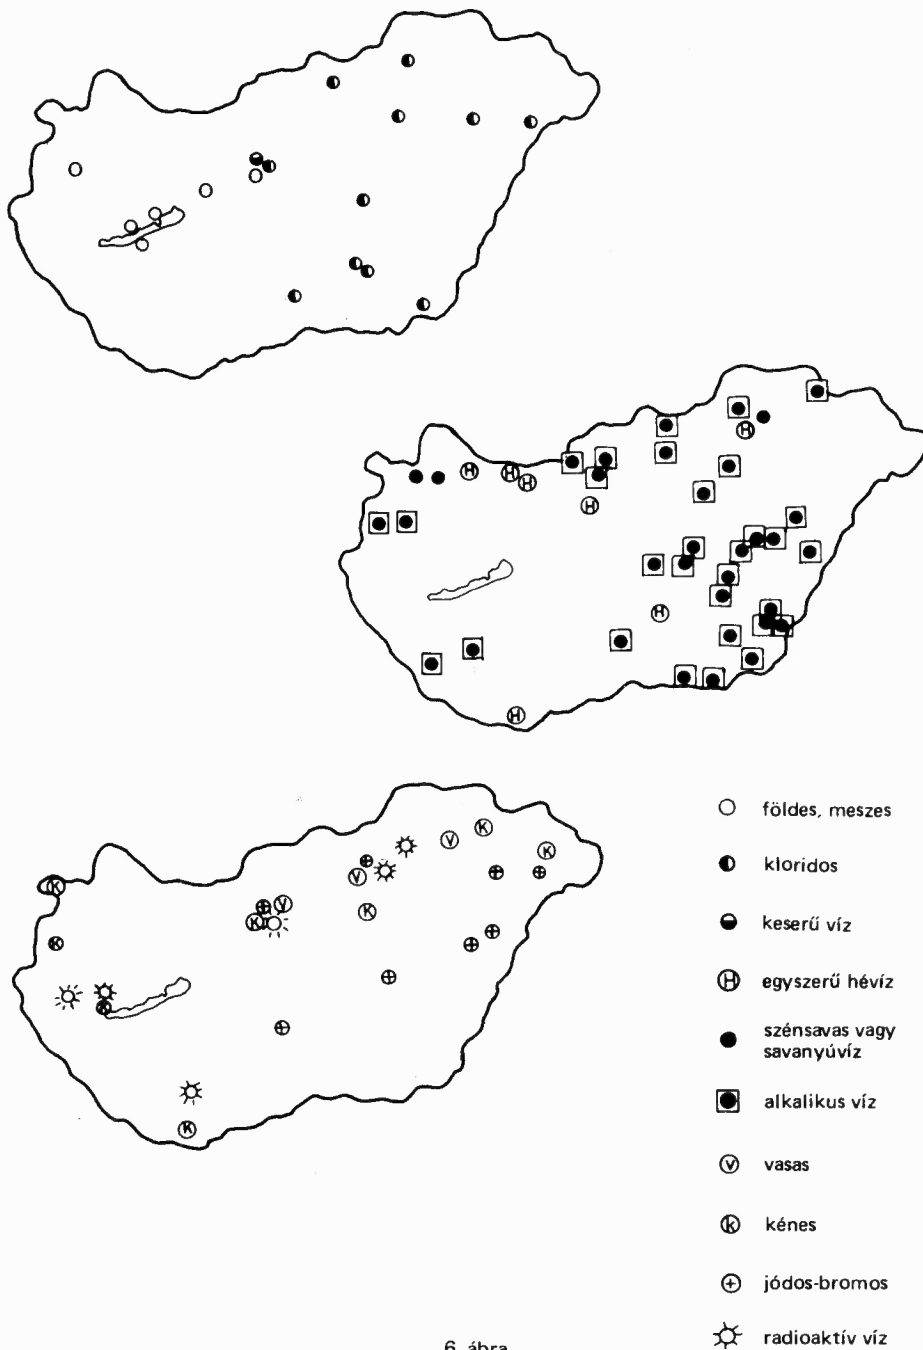 H
H
H
H
H
H
H
K
V
K
V
K
V
K
K
K
K
földes, meszes
kloridos
keserű víz
H egyszerű hévíz
szénsavas vagy
savanyúvíz
alkalikus víz
V vasas
K kénes
jódos-bromos
radioaktív víz
6. ábra